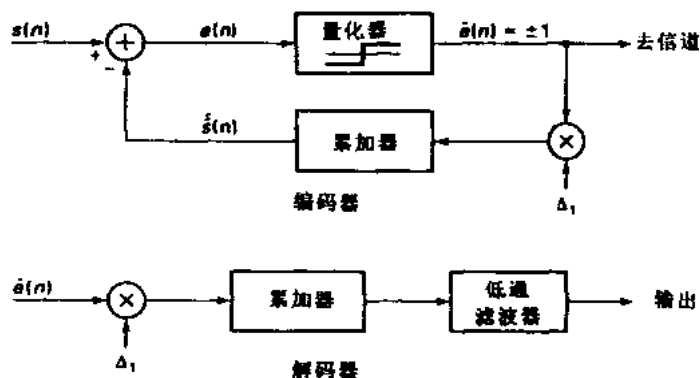 s(n)
+
−
e(n)
量化器
ẽ(n) = ±1
去信道
ŝ(n)
累加器
×
Δ₁
编码器
ẽ(n)
×
Δ₁
累加器
低通
滤波器
输出
解码器